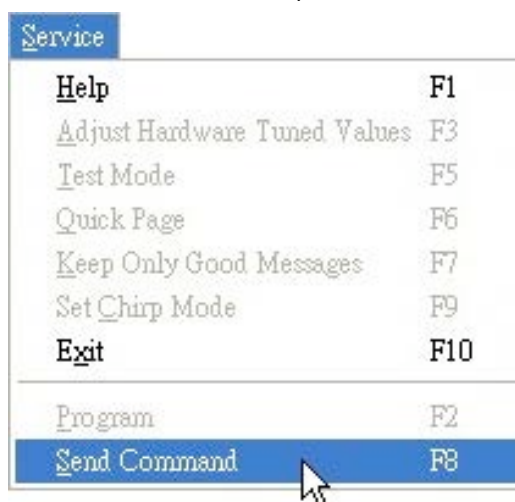 Service
Help F1
Adjust Hardware Tuned Values F3
Test Mode F5
Quick Page F6
Keep Only Good Messages F7
Set Chirp Mode F9
Exit F10
Program F2
Send Command F8